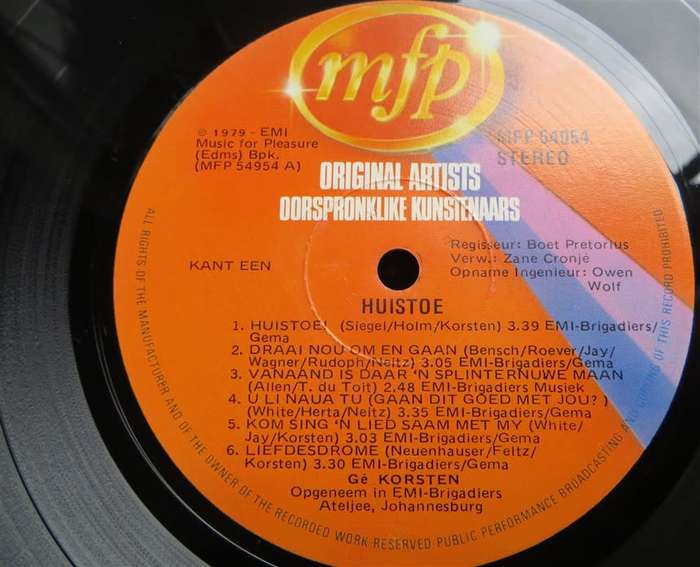 mfp
© 1979 - EMI
Music for Pleasure
(Edms) Bpk.
(MFP 54954 A)
MFP 54954
STEREO
ORIGINAL ARTISTS
OORSPRONKLIKE KUNSTENAARS
KANT EEN
Regisseur: Boet Pretorius
Verw.: Zane Cronjé
Opname Ingenieur: Owen
Wolf
HUISTOE
1. HUISTOE! (Siegel/Holm/Korsten) 3.39 EMI-Brigadiers/
Gema
2. DRAAI NOU OM EN GAAN (Bensch/Roever/Jay/
Wagner/Rudoph/Neltz) 3.05 EMI-Brigadiers/Gema
3. VANAAND IS DAAR 'N SPLINTERNUWE MAAN
(Allen/T. du Toit) 2.48 EMI-Brigadiers Musiek
4. U LI NAUA TU (GAAN DIT GOED MET JOU?)
(White/Herta/Neltz) 3.35 EMI-Brigadiers/Gema
5. KOM SING 'N LIED SAAM MET MY (White/
Jay/Korsten) 3.03 EMI-Brigadiers/Gema
6. LIEFDESDROME (Neuenhauser/Feltz/
Korsten) 3.30 EMI-Brigadiers/Gema
Gé KORSTEN
Opgeneem in EMI-Brigadiers
Ateljee, Johannesburg
ALL RIGHTS OF THE MANUFACTURER AND OF THE OWNER OF THE RECORDED WORK RESERVED PUBLIC PERFORMANCE BROADCASTING AND COPYING OF THIS RECORD PROHIBITED